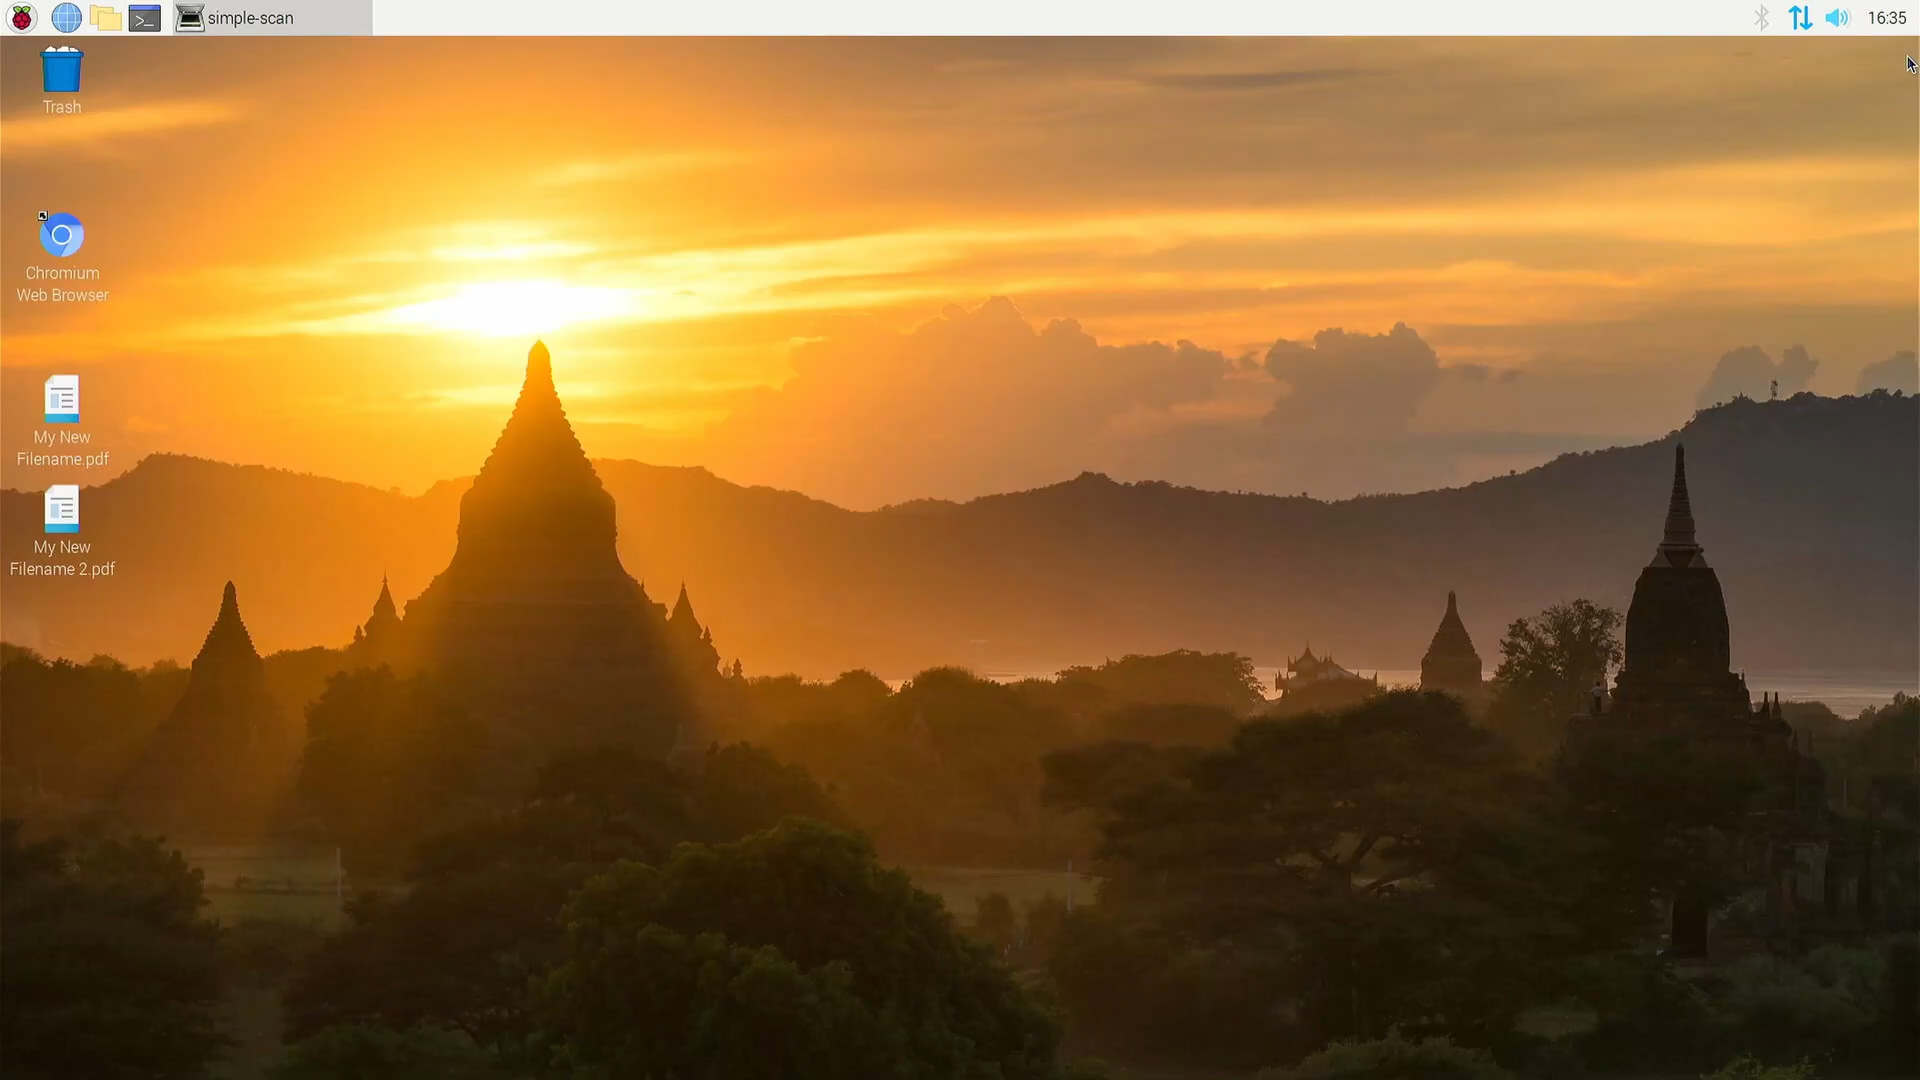 simple-scan
16:35
Trash
Chromium
Web Browser
My New
Filename.pdf
My New
Filename 2.pdf